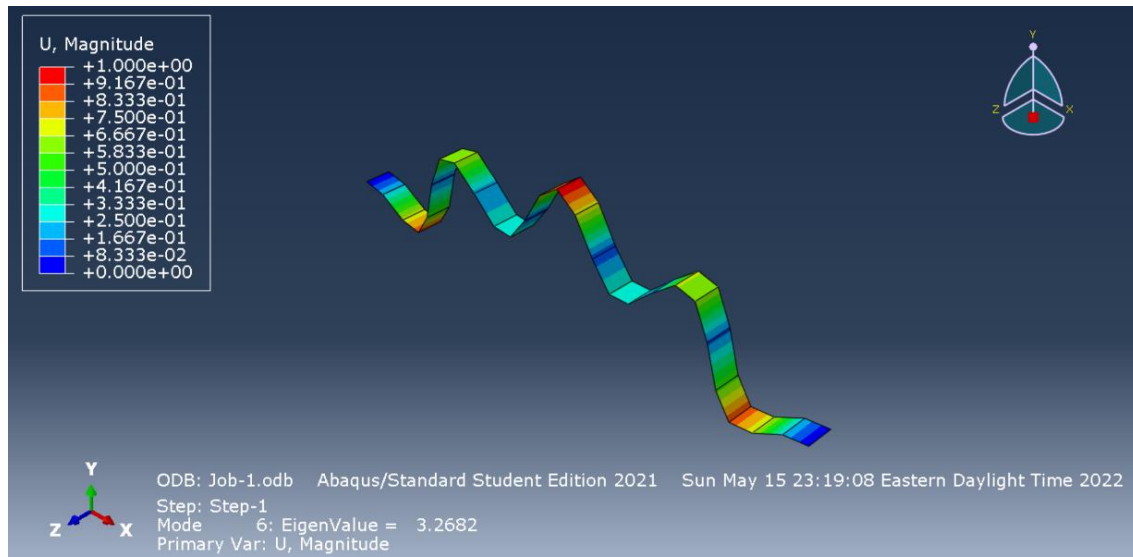 U, Magnitude
+1.000e+00
+9.167e-01
+8.333e-01
+7.500e-01
+6.667e-01
+5.833e-01
+5.000e-01
+4.167e-01
+3.333e-01
+2.500e-01
+1.667e-01
+8.333e-02
+0.000e+00
Y
Z X
Y
Z X
ODB: Job-1.odb Abaqus/Standard Student Edition 2021 Sun May 15 23:19:08 Eastern Daylight Time 2022
Step: Step-1
Mode 6: EigenValue = 3.2682
Primary Var: U, Magnitude